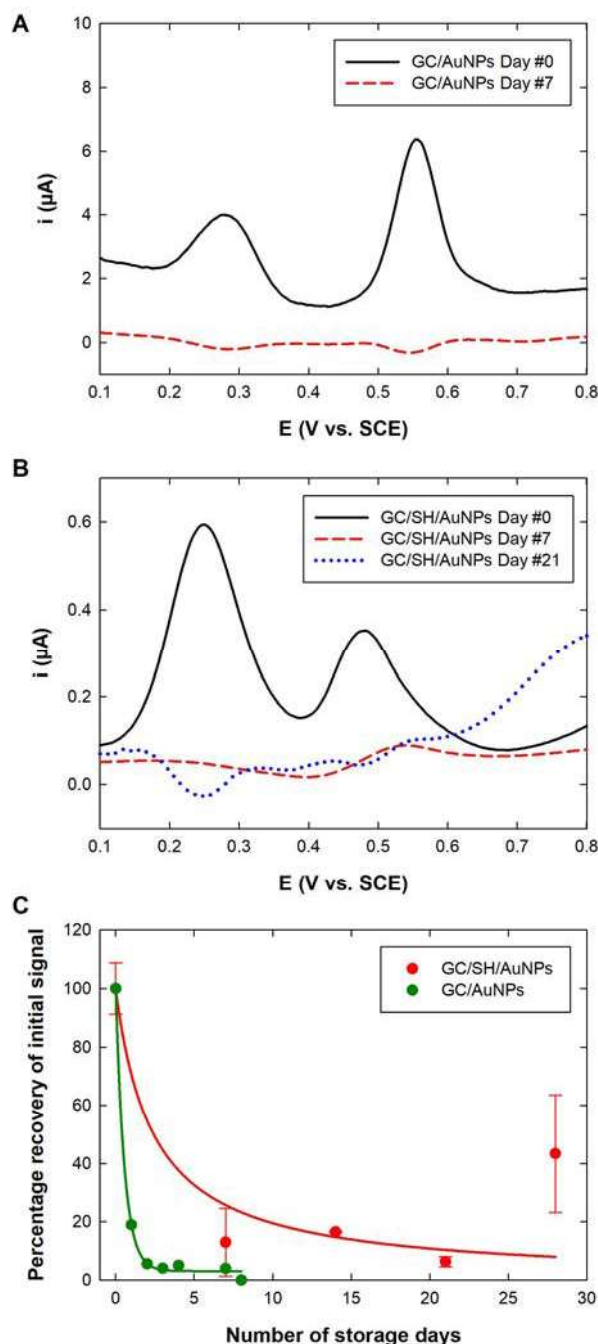 A
10
GC/AuNPs Day #0
GC/AuNPs Day #7
8
6
i (µA)
4
2
0
0.1 0.2 0.3 0.4 0.5 0.6 0.7 0.8
E (V vs. SCE)
B
GC/SH/AuNPs Day #0
GC/SH/AuNPs Day #7
GC/SH/AuNPs Day #21
0.6
0.4
i (µA)
0.2
0.0
0.1 0.2 0.3 0.4 0.5 0.6 0.7 0.8
E (V vs. SCE)
C
120
GC/SH/AuNPs
GC/AuNPs
100
80
60
Percentage recovery of initial signal
40
20
0
0 5 10 15 20 25 30
Number of storage days